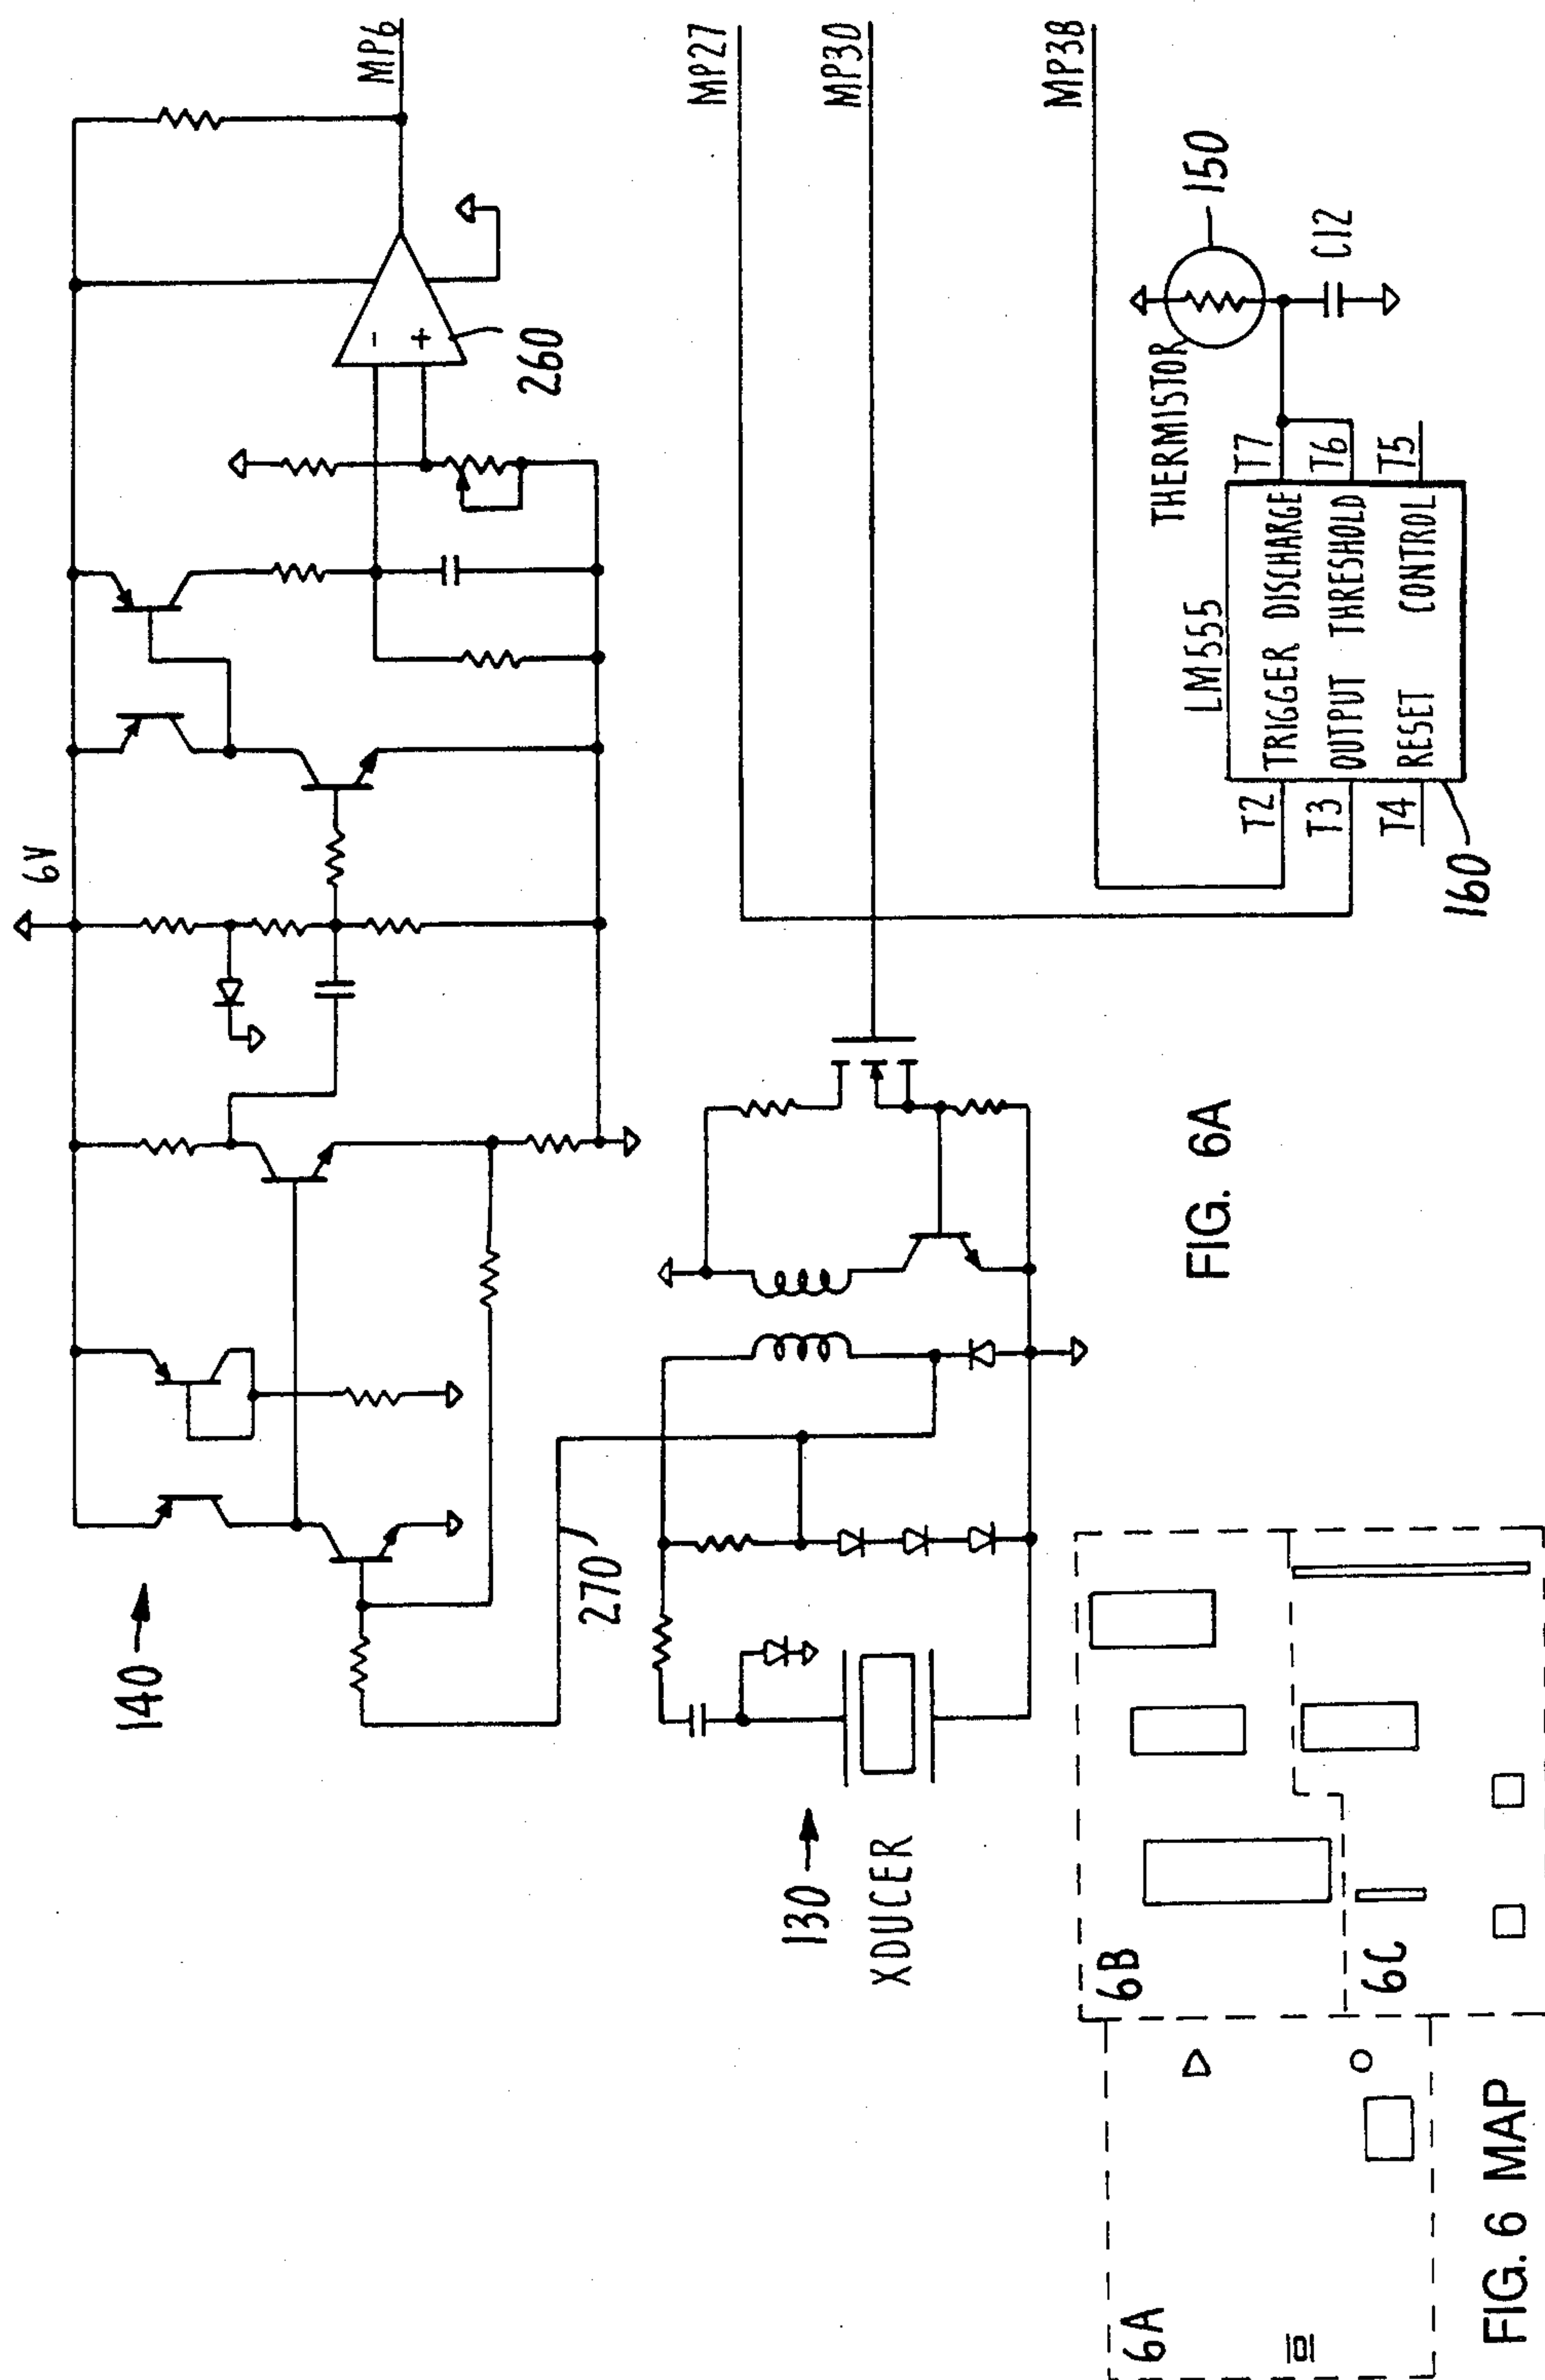 140
6V
MP6
260
270
130
XDUCER
MP27
MP30
MP38
THERMISTOR
150
C12
LM555
T2 TRIGGER DISCHARGE T7
T3 OUTPUT THRESHOLD T6
T4 RESET CONTROL T5
160
FIG. 6A
6A
6B
6C
FIG. 6 MAP